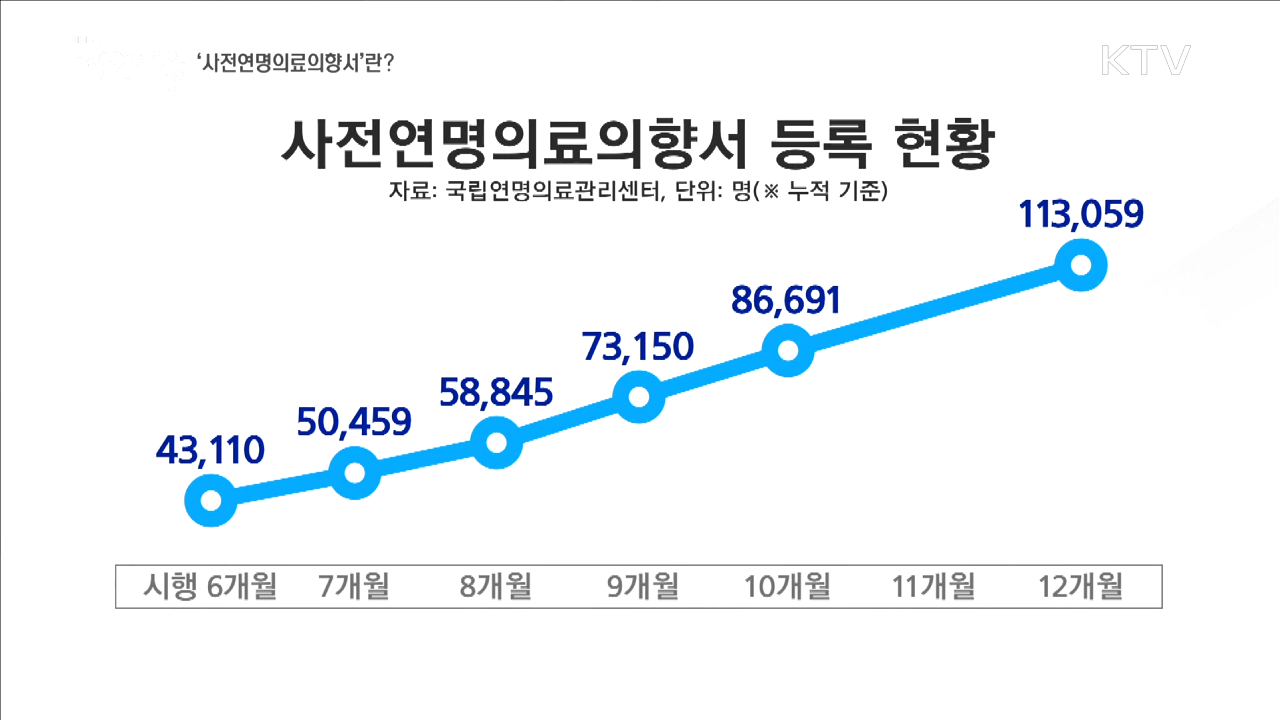 ‘사전연명의료의향서’란?
KTV
사전연명의료의향서 등록 현황
자료: 국립연명의료관리센터, 단위: 명(※ 누적 기준)
113,059
86,691
73,150
58,845
50,459
43,110
시행 6개월 7개월 8개월 9개월 10개월 11개월 12개월